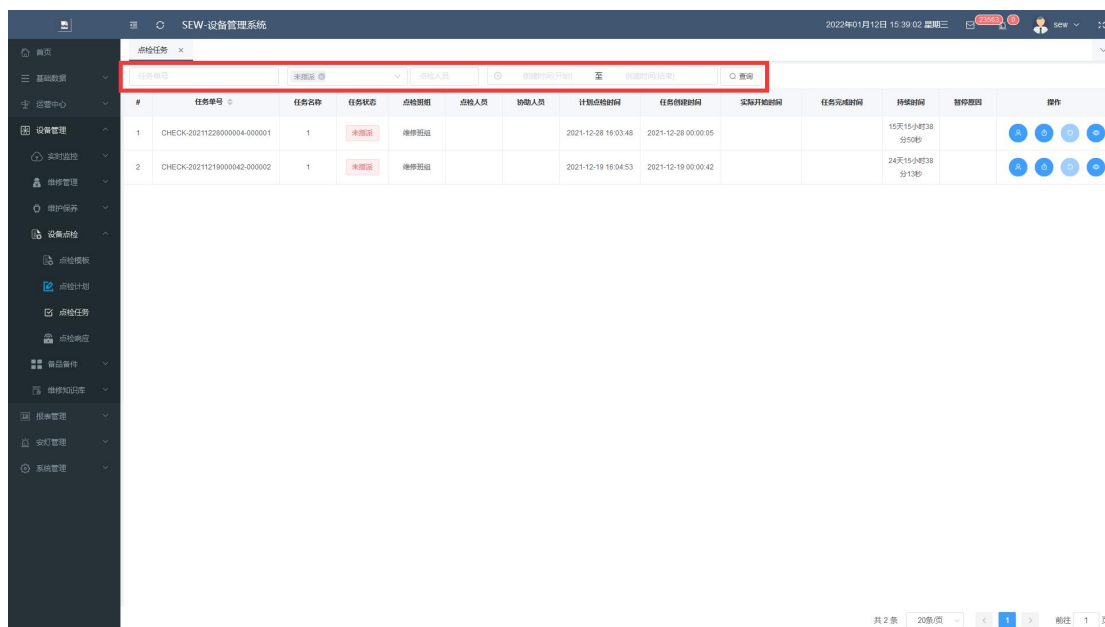 SEW-设备管理系统
2022年01月12日 15:39:02 星期三
23563
0
sew
首页
基础数据
运营中心
设备管理
实时监控
维修管理
维护保养
设备点检
点检模板
点检计划
点检任务
点检响应
备品备件
维修知识库
报表管理
安灯管理
系统管理
点检任务 ×
任务单号 未指派 点检人员 创建时间(开始) 至 创建时间(结束) 查询
# 任务单号 任务名称 任务状态 点检班组 点检人员 协助人员 计划点检时间 任务创建时间 实际开始时间 任务完成时间 持续时间 暂停原因 操作
1 CHECK-20211228000004-000001 1 未指派 维修班组 2021-12-28 16:03:48 2021-12-28 00:00:05 15天15小时38
分50秒
2 CHECK-20211219000042-000002 1 未指派 维修班组 2021-12-19 16:04:53 2021-12-19 00:00:42 24天15小时38
分13秒
共 2 条 20条/页 1 前往 1